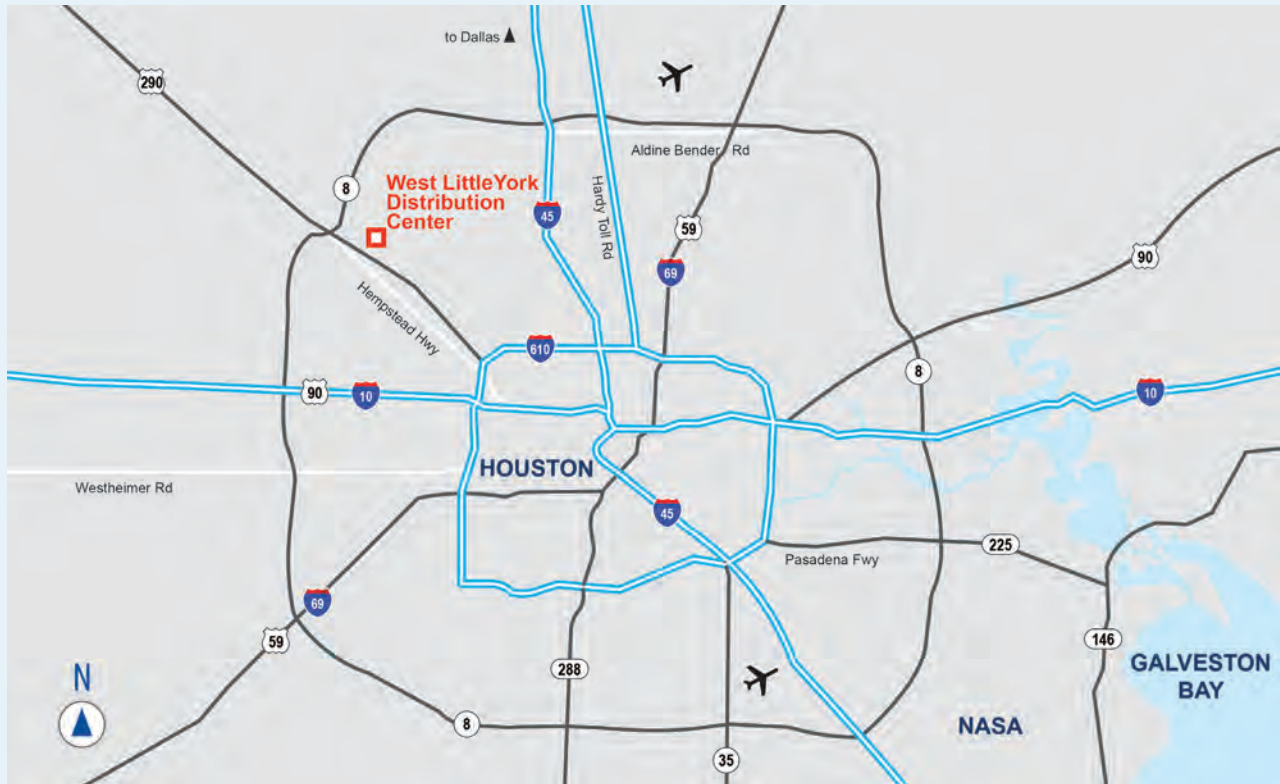 to Dallas
290
Aldine Bender Rd
8
West LittleYork
Distribution
Center
45
Hardy Toll Rd
59
69
90
Hempstead Hwy
610
8
90
10
10
HOUSTON
Westheimer Rd
45
225
Pasadena Fwy
69
59
146
288
GALVESTON
BAY
N
8
NASA
35